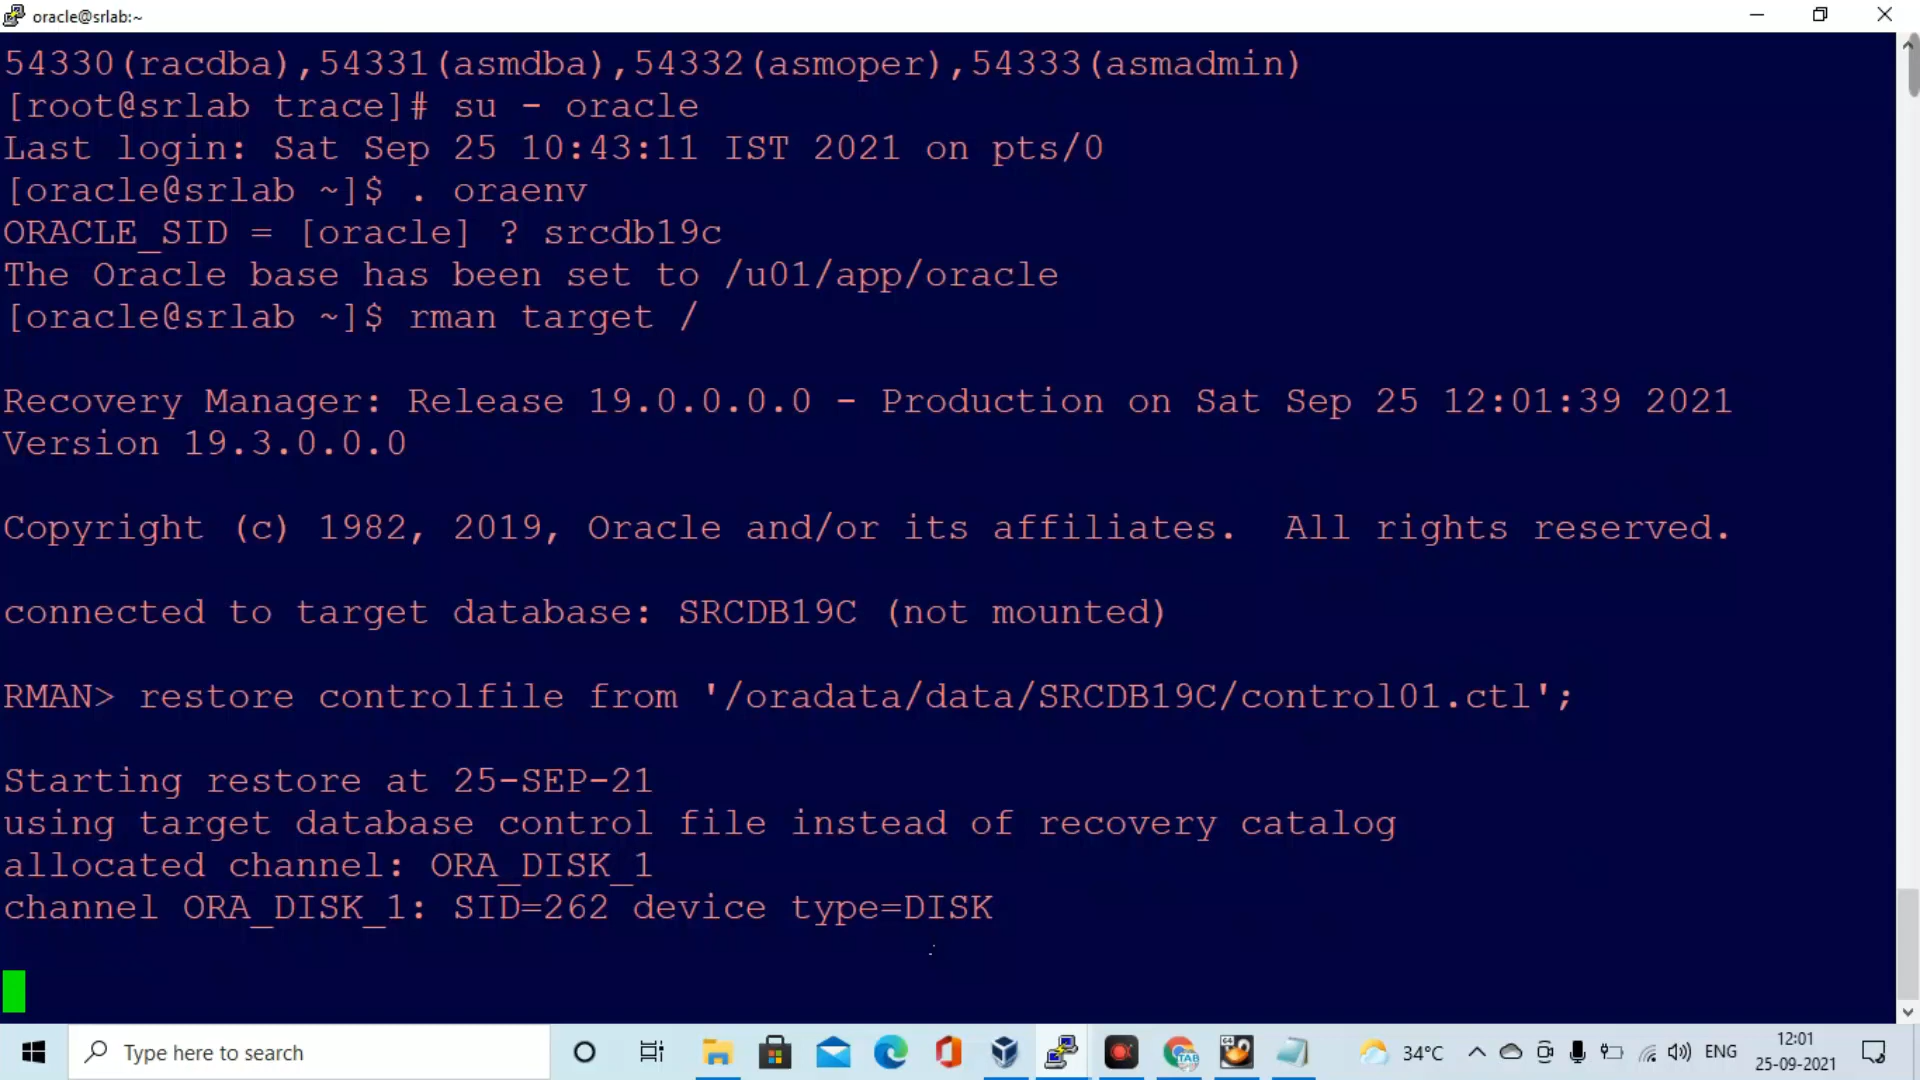 oracle@srlab:~
54330(racdba),54331(asmdba),54332(asmoper),54333(asmadmin)
[root@srlab trace]# su - oracle
Last login: Sat Sep 25 10:43:11 IST 2021 on pts/0
[oracle@srlab ~]$ . oraenv
ORACLE_SID = [oracle] ? srcdb19c
The Oracle base has been set to /u01/app/oracle
[oracle@srlab ~]$ rman target /
Recovery Manager: Release 19.0.0.0.0 - Production on Sat Sep 25 12:01:39 2021
Version 19.3.0.0.0
Copyright (c) 1982, 2019, Oracle and/or its affiliates.  All rights reserved.
connected to target database: SRCDB19C (not mounted)
RMAN> restore controlfile from '/oradata/data/SRCDB19C/control01.ctl';
Starting restore at 25-SEP-21
using target database control file instead of recovery catalog
allocated channel: ORA_DISK_1
channel ORA_DISK_1: SID=262 device type=DISK
Type here to search
TAB
64
34°C
ENG
12:01
25-09-2021